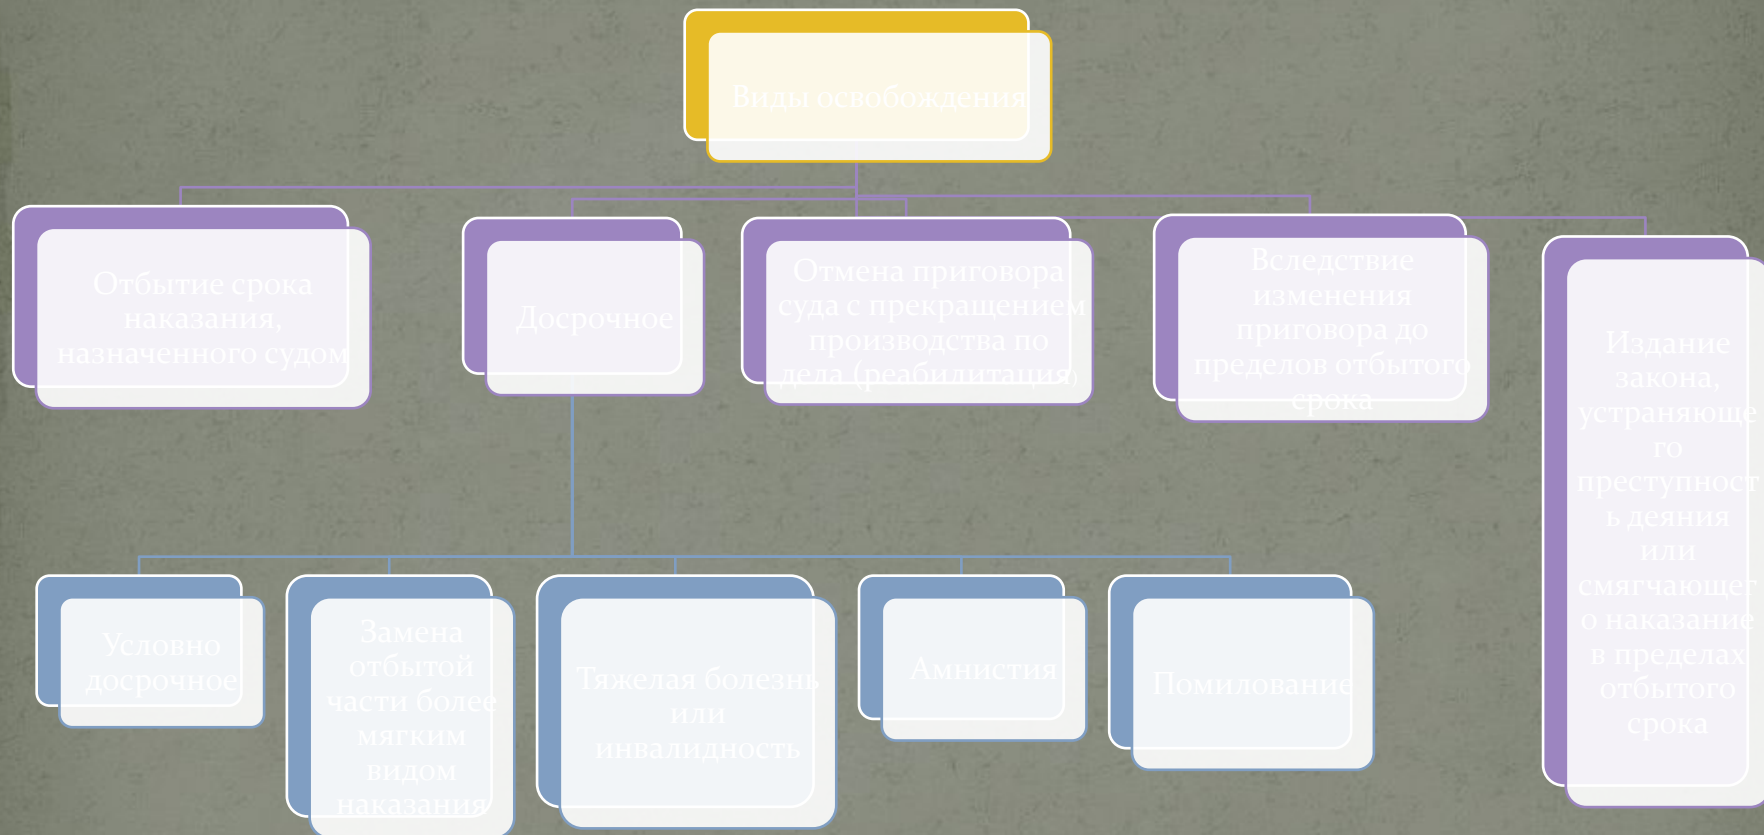 Виды освобождения
Отбытие срока
наказания,
назначенного судом
Досрочное
Отмена приговора
суда с прекращением
производства по
дела (реабилитация)
Вследствие
изменения
приговора до
пределов отбытого
срока
Издание
закона,
устраняюще
го
преступност
ь деяния
или
смягчающег
о наказание
в пределах
отбытого
срока
Условно
досрочное
Замена
отбытой
части более
мягким
видом
наказания
Тяжелая болезнь
или
инвалидность
Амнистия
Помилование